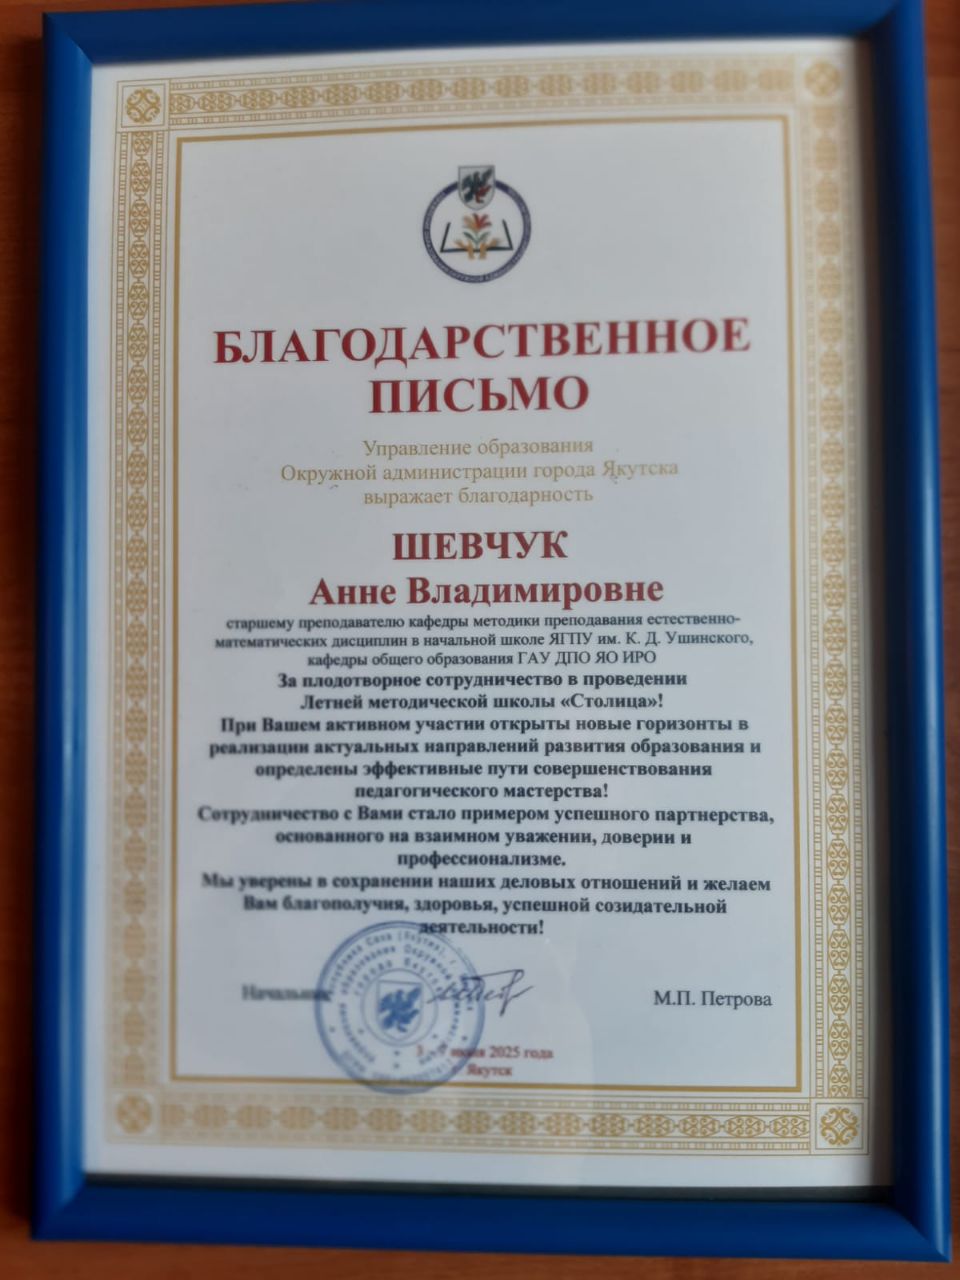 БЛАГОДАРСТВЕННОЕ
ПИСЬМО
Управление образования
Окружной администрации города Якутска
выражает благодарность
ШЕВЧУК
Анне Владимировне
старшему преподавателю кафедры методики преподавания естественно-
математических дисциплин в начальной школе ЯГПУ им. К. Д. Ушинского,
кафедры общего образования ГАУ ДПО ЯО ИРО
За плодотворное сотрудничество в проведении
Летней методической школы «Столица»!
При Вашем активном участии открыты новые горизонты в
реализации актуальных направлений развития образования и
определены эффективные пути совершенствования
педагогического мастерства!
Сотрудничество с Вами стало примером успешного партнерства,
основанного на взаимном уважении, доверии и
профессионализме.
Мы уверены в сохранении наших деловых отношений и желаем
Вам благополучия, здоровья, успешной созидательной
деятельности!
Начальник
М.П. Петрова
июня 2025 года
г. Якутск